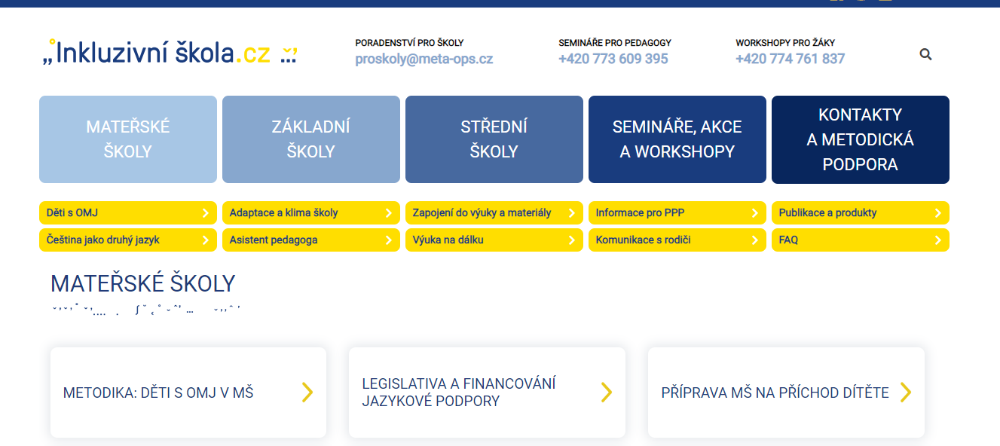 „Inkluzivní škola.cz
PORADENSTVÍ PRO ŠKOLY
proskoly@meta-ops.cz
SEMINÁŘE PRO PEDAGOGY
+420 773 609 395
WORKSHOPY PRO ŽÁKY
+420 774 761 837
MATEŘSKÉ
ŠKOLY
ZÁKLADNÍ
ŠKOLY
STŘEDNÍ
ŠKOLY
SEMINÁŘE, AKCE
A WORKSHOPY
KONTAKTY
A METODICKÁ
PODPORA
Děti s OMJ
Adaptace a klima školy
Zapojení do výuky a materiály
Informace pro PPP
Publikace a produkty
Čeština jako druhý jazyk
Asistent pedagoga
Výuka na dálku
Komunikace s rodiči
FAQ
MATEŘSKÉ ŠKOLY
METODIKA: DĚTI S OMJ V MŠ
LEGISLATIVA A FINANCOVÁNÍ
JAZYKOVÉ PODPORY
PŘÍPRAVA MŠ NA PŘÍCHOD DÍTĚTE